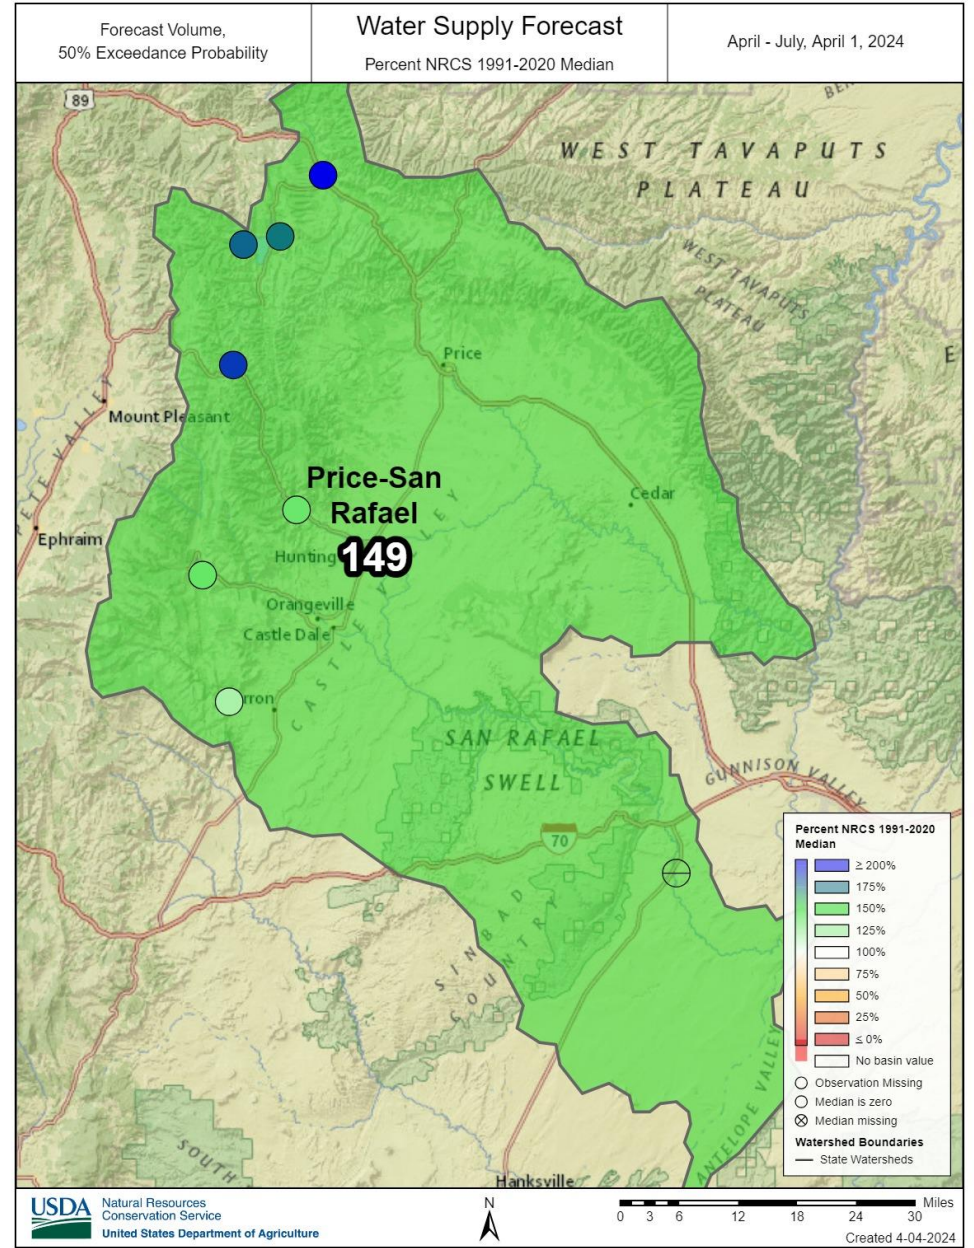 Forecast Volume,
50% Exceedance Probability
Water Supply Forecast
Percent NRCS 1991-2020 Median
April - July, April 1, 2024
89
WEST TAVAPUTS
PLATEAU
WEST TAVAPUTS
PLATEAU
E
Price
Mount Pleasant
Price-San
Rafael
149
Cedar
Ephraim
Hunting
Orangeville
Castle Dale
CASTLE VALLEY
rron
SAN RAFAEL
SWELL
GUNNISON VALLEY
70
SINBAD
COUNTRY
ANTELOPE VALLEY
SOUTH
Hanksville
Percent NRCS 1991-2020
Median
≥ 200%
175%
150%
125%
100%
75%
50%
25%
≤ 0%
No basin value
Observation Missing
Median is zero
Median missing
Watershed Boundaries
State Watersheds
USDA
Natural Resources
Conservation Service
United States Department of Agriculture
N
Miles
0 3 6 12 18 24 30
Created 4-04-2024